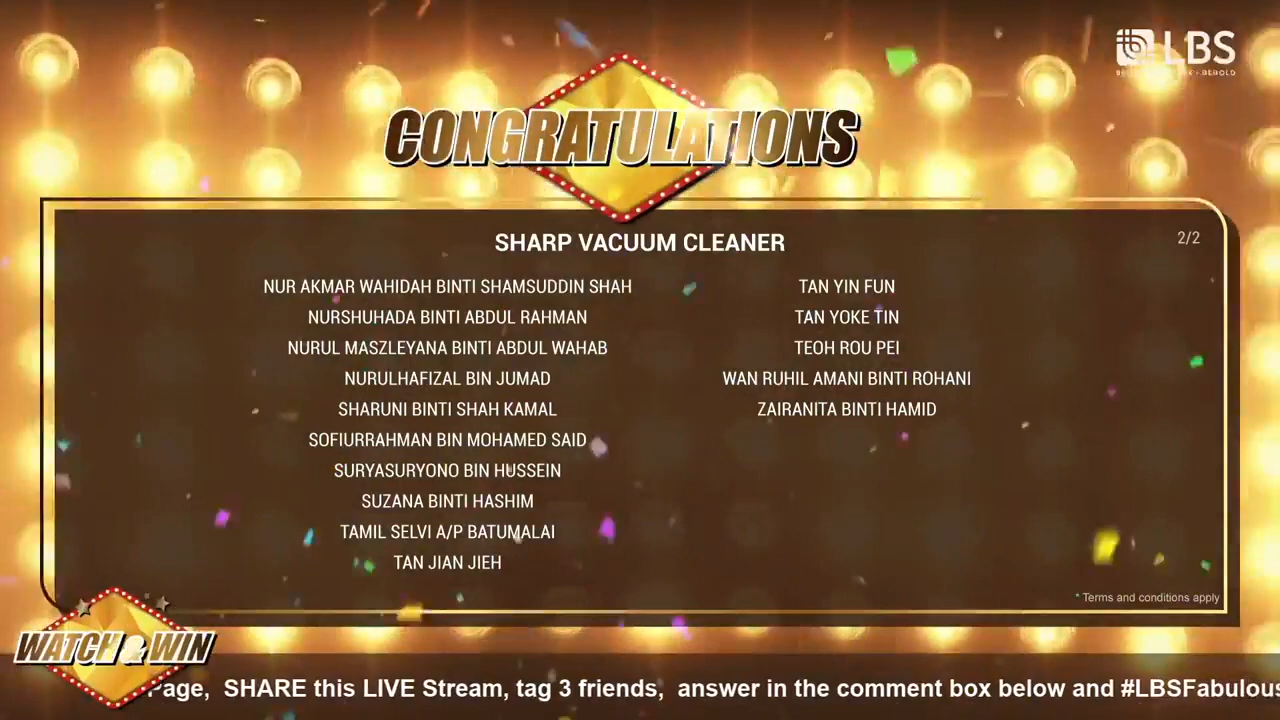 LBS
CONGRATULATIONS
SHARP VACUUM CLEANER
2/2
NUR AKMAR WAHIDAH BINTI SHAMSUDDIN SHAH
NURSHUHADA BINTI ABDUL RAHMAN
NURUL MASZLEYANA BINTI ABDUL WAHAB
NURULHAFIZAL BIN JUMAD
SHARUNI BINTI SHAH KAMAL
SOFIURRAHMAN BIN MOHAMED SAID
SURYASURYONO BIN HUSSEIN
SUZANA BINTI HASHIM
TAMIL SELVI A/P BATUMALAI
TAN JIAN JIEH
TAN YIN FUN
TAN YOKE TIN
TEOH ROU PEI
WAN RUHIL AMANI BINTI ROHANI
ZAIRANITA BINTI HAMID
* Terms and conditions apply
WATCH & WIN
Page, SHARE this LIVE Stream, tag 3 friends, answer in the comment box below and #LBSFabulous